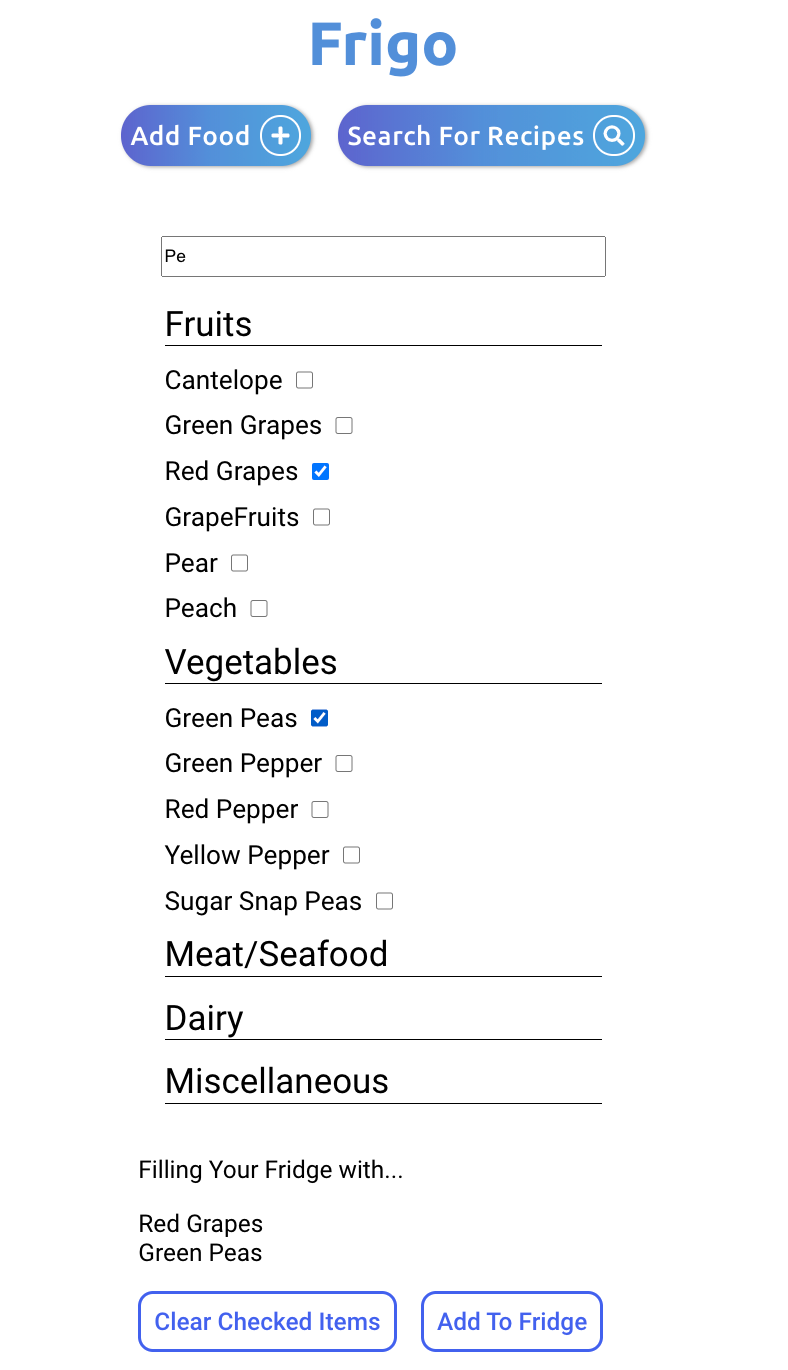 Frigo
Add Food
Search For Recipes
Pe
Fruits
Cantelope
Green Grapes
Red Grapes
GrapeFruits
Pear
Peach
Vegetables
Green Peas
Green Pepper
Red Pepper
Yellow Pepper
Sugar Snap Peas
Meat/Seafood
Dairy
Miscellaneous
Filling Your Fridge with...
Red Grapes
Green Peas
Clear Checked Items
Add To Fridge